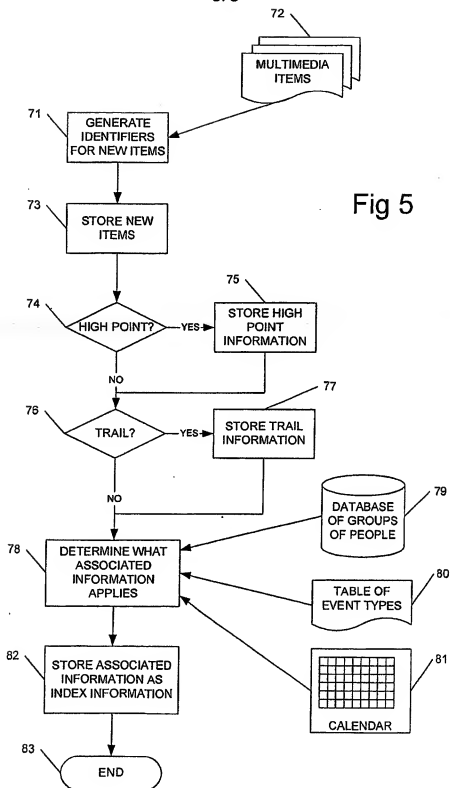 72
MULTIMEDIA
ITEMS
71
GENERATE
IDENTIFIERS
FOR NEW ITEMS
Fig 5
73
STORE NEW
ITEMS
74
HIGH POINT?
YES
75
STORE HIGH
POINT
INFORMATION
NO
76
TRAIL?
YES
77
STORE TRAIL
INFORMATION
NO
79
DATABASE
OF GROUPS
OF PEOPLE
78
DETERMINE WHAT
ASSOCIATED
INFORMATION
APPLIES
80
TABLE OF
EVENT TYPES
81
CALENDAR
82
STORE ASSOCIATED
INFORMATION AS
INDEX INFORMATION
83
END